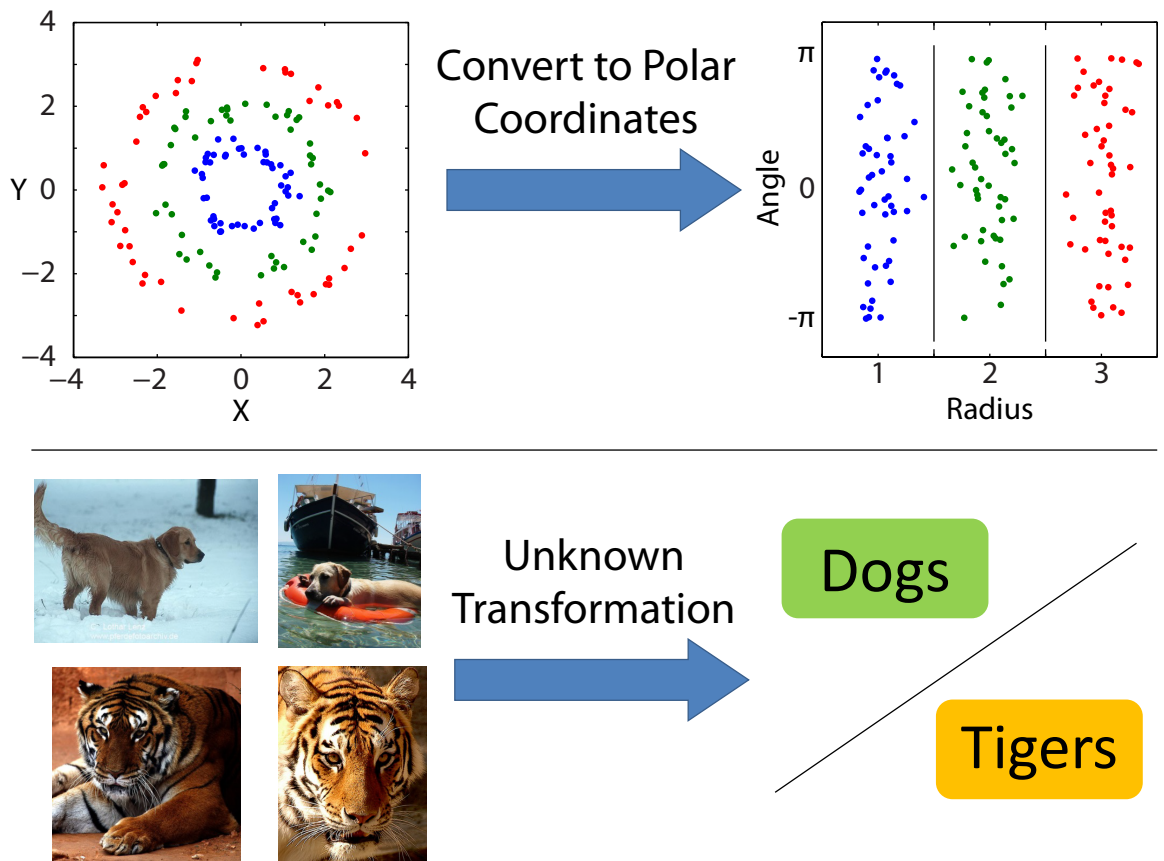 4
2
Y 0
−2
−4
−4
−2
0
2
4
X
Convert to Polar
Coordinates
π
Angle
0
-π
1
2
3
Radius
Unknown
Transformation
Dogs
Tigers